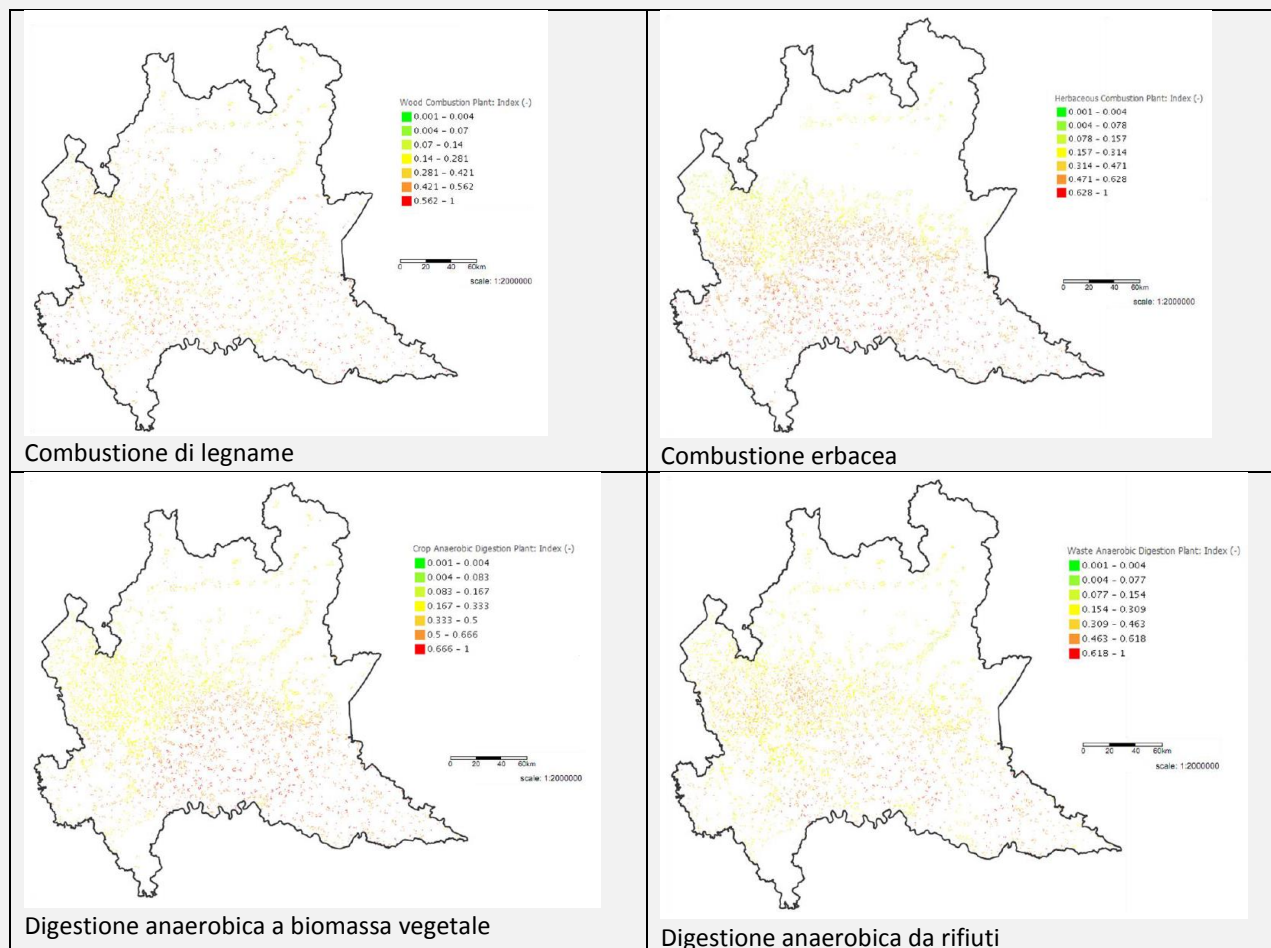 Wood Combustion Plant: Index (-)
0.001 - 0.004
0.004 - 0.07
0.07 - 0.14
0.14 - 0.281
0.281 - 0.421
0.421 - 0.562
0.562 - 1
0 20 40 60km
scale: 1:2000000
Combustione di legname
Herbaceous Combustion Plant: Index (-)
0.001 - 0.004
0.004 - 0.078
0.078 - 0.157
0.157 - 0.314
0.314 - 0.471
0.471 - 0.628
0.628 - 1
0 20 40 60km
scale: 1:2000000
Combustione erbacea
Crop Anaerobic Digestion Plant: Index (-)
0.001 - 0.004
0.004 - 0.083
0.083 - 0.167
0.167 - 0.333
0.333 - 0.5
0.5 - 0.666
0.666 - 1
0 20 40 60km
scale: 1:2000000
Digestione anaerobica a biomassa vegetale
Waste Anaerobic Digestion Plant: Index (-)
0.001 - 0.004
0.004 - 0.077
0.077 - 0.154
0.154 - 0.309
0.309 - 0.463
0.463 - 0.618
0.618 - 1
0 20 40 60km
scale: 1:2000000
Digestione anaerobica da rifiuti